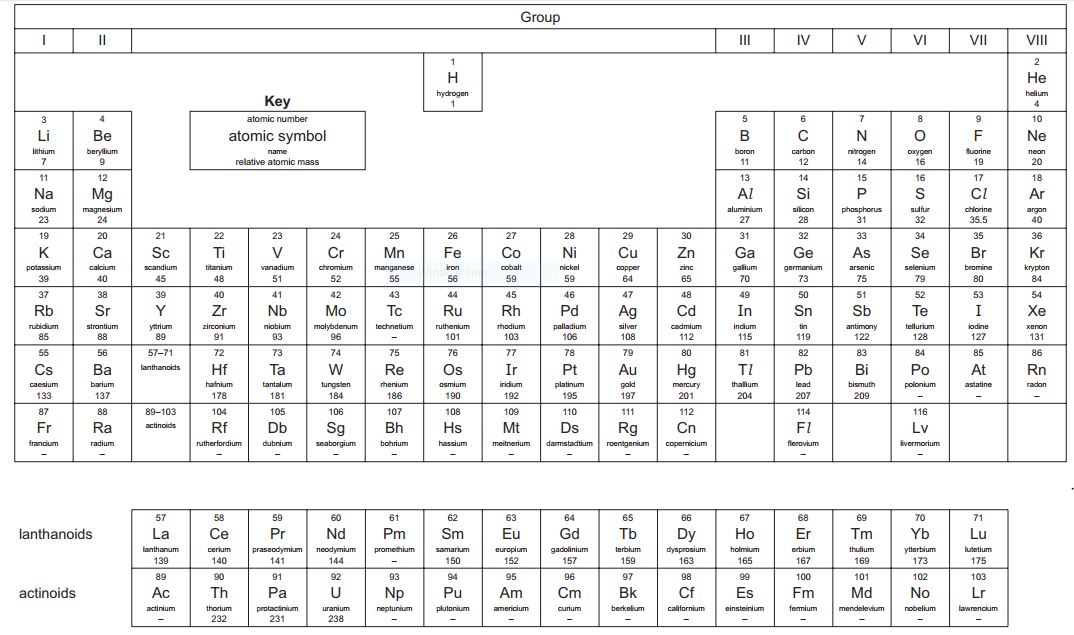 Group
I II III IV V VI VII VIII
1 2
H He
hydrogen helium
1 4
Key
atomic number
atomic symbol
name
relative atomic mass
3 4 5 6 7 8 9 10
Li Be B C N O F Ne
lithium beryllium boron carbon nitrogen oxygen fluorine neon
7 9 11 12 14 16 19 20
11 12 13 14 15 16 17 18
Na Mg Al Si P S Cl Ar
sodium magnesium aluminium silicon phosphorus sulfur chlorine argon
23 24 27 28 31 32 35.5 40
19 20 21 22 23 24 25 26 27 28 29 30 31 32 33 34 35 36
K Ca Sc Ti V Cr Mn Fe Co Ni Cu Zn Ga Ge As Se Br Kr
potassium calcium scandium titanium vanadium chromium manganese iron cobalt nickel copper zinc gallium germanium arsenic selenium bromine krypton
39 40 45 48 51 52 55 56 59 59 64 65 70 73 75 79 80 84
37 38 39 40 41 42 43 44 45 46 47 48 49 50 51 52 53 54
Rb Sr Y Zr Nb Mo Tc Ru Rh Pd Ag Cd In Sn Sb Te I Xe
rubidium strontium yttrium zirconium niobium molybdenum technetium ruthenium rhodium palladium silver cadmium indium tin antimony tellurium iodine xenon
85 88 89 91 93 96 – 101 103 106 108 112 115 119 122 128 127 131
55 56 57–71 72 73 74 75 76 77 78 79 80 81 82 83 84 85 86
Cs Ba lanthanoids Hf Ta W Re Os Ir Pt Au Hg Tl Pb Bi Po At Rn
caesium barium hafnium tantalum tungsten rhenium osmium iridium platinum gold mercury thallium lead bismuth polonium astatine radon
133 137 178 181 184 186 190 192 195 197 201 204 207 209 – – –
87 88 89–103 104 105 106 107 108 109 110 111 112 114 116
Fr Ra actinoids Rf Db Sg Bh Hs Mt Ds Rg Cn Fl Lv
francium radium rutherfordium dubnium seaborgium bohrium hassium meitnerium darmstadtium roentgenium copernicium flerovium livermorium
– – – – – – – – – – – – –
57 58 59 60 61 62 63 64 65 66 67 68 69 70 71
lanthanoids La Ce Pr Nd Pm Sm Eu Gd Tb Dy Ho Er Tm Yb Lu
lanthanum cerium praseodymium neodymium promethium samarium europium gadolinium terbium dysprosium holmium erbium thulium ytterbium lutetium
139 140 141 144 – 150 152 157 159 163 165 167 169 173 175
89 90 91 92 93 94 95 96 97 98 99 100 101 102 103
actinoids Ac Th Pa U Np Pu Am Cm Bk Cf Es Fm Md No Lr
actinium thorium protactinium uranium neptunium plutonium americium curium berkelium californium einsteinium fermium mendelevium nobelium lawrencium
– 232 231 238 – – – – – – – – – – –